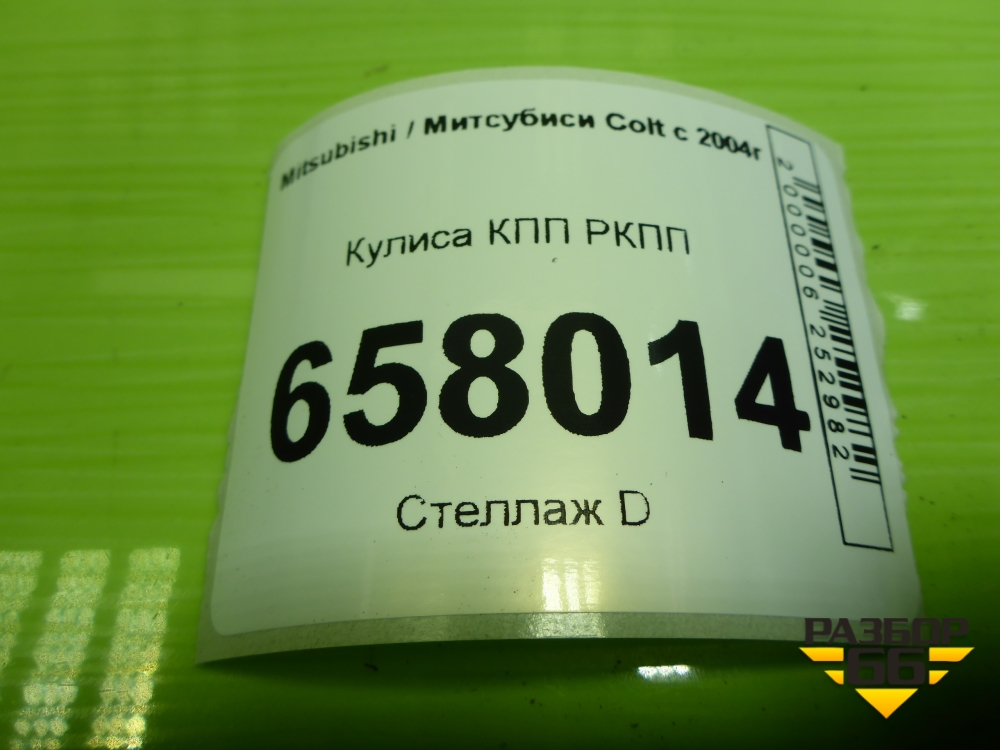 Mitsubishi / Митсубиси Colt с 2004г
Кулиса КПП РКПП
658014
Стеллаж D
2000006252982
РАЗБОР
66